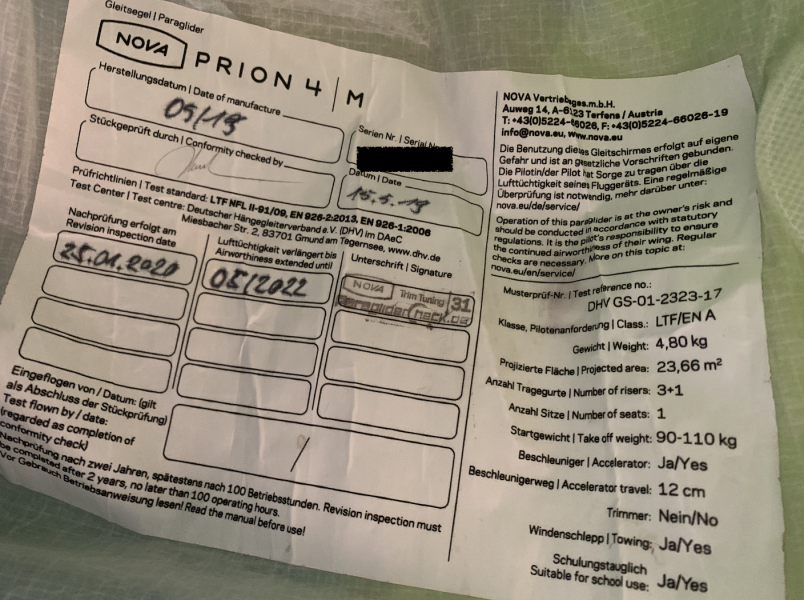 Gleitsegel | Paraglider
NOVA PRION 4 | M
Herstellungsdatum | Date of manufacture
05/19
Serien Nr. | Serial
Stückgeprüft durch | Conformity checked by
Datum | Date
15.5.19
Prüfrichtlinien | Test standard: LTF NFL II-91/09, EN 926-2:2013, EN 926-1:2006
Test Center | Test centre: Deutscher Hängegleiterverband e.V. (DHV) im DAeC
Miesbacher Str. 2, 83701 Gmund am Tegernsee, www.dhv.de
Nachprüfung erfolgt am
Revision inspection date
Lufttüchtigkeit verlängert bis
Airworthiness extended until
Unterschrift | Signature
25.01.2020
05/2022
NOVA Trim Tuning 31
paraglidercheck.de
Eingeflogen von / Datum: (gilt
als Abschluss der Stückprüfung)
Test flown by / date:
(regarded as completion of
conformity check)
Nachprüfung nach zwei Jahren, spätestens nach 100 Betriebsstunden. Revision inspection must
be completed after 2 years, no later than 100 operating hours.
Vor Gebrauch Betriebsanweisung lesen! Read the manual before use!
NOVA Vertriebsges.m.b.H.
Auweg 14, A-6123 Terfens / Austria
T: +43(0)5224-66026, F: +43(0)5224-66026-19
info@nova.eu, www.nova.eu
Die Benutzung dieses Gleitschirmes erfolgt auf eigene
Gefahr und ist an gesetzliche Vorschriften gebunden.
Die Pilotin/der Pilot hat Sorge zu tragen über die
Lufttüchtigkeit seines Fluggeräts. Eine regelmäßige
Überprüfung ist notwendig, mehr darüber unter:
nova.eu/de/service/
Operation of this paraglider is at the owner's risk and
should be conducted in accordance with statutory
regulations. It is the pilot's responsibility to ensure
the continued airworthiness of their wing. Regular
checks are necessary. More on this topic at:
nova.eu/en/service/
Musterprüf-Nr. | Test reference no.:
DHV GS-01-2323-17
Klasse, Pilotenanforderung | Class.: LTF/EN A
Gewicht | Weight: 4,80 kg
Projizierte Fläche | Projected area: 23,66 m²
Anzahl Tragegurte | Number of risers: 3+1
Anzahl Sitze | Number of seats: 1
Startgewicht | Take off weight: 90-110 kg
Beschleuniger | Accelerator: Ja/Yes
Beschleunigerweg | Accelerator travel: 12 cm
Trimmer: Nein/No
Windenschlepp | Towing: Ja/Yes
Schulungstauglich
Suitable for school use: Ja/Yes